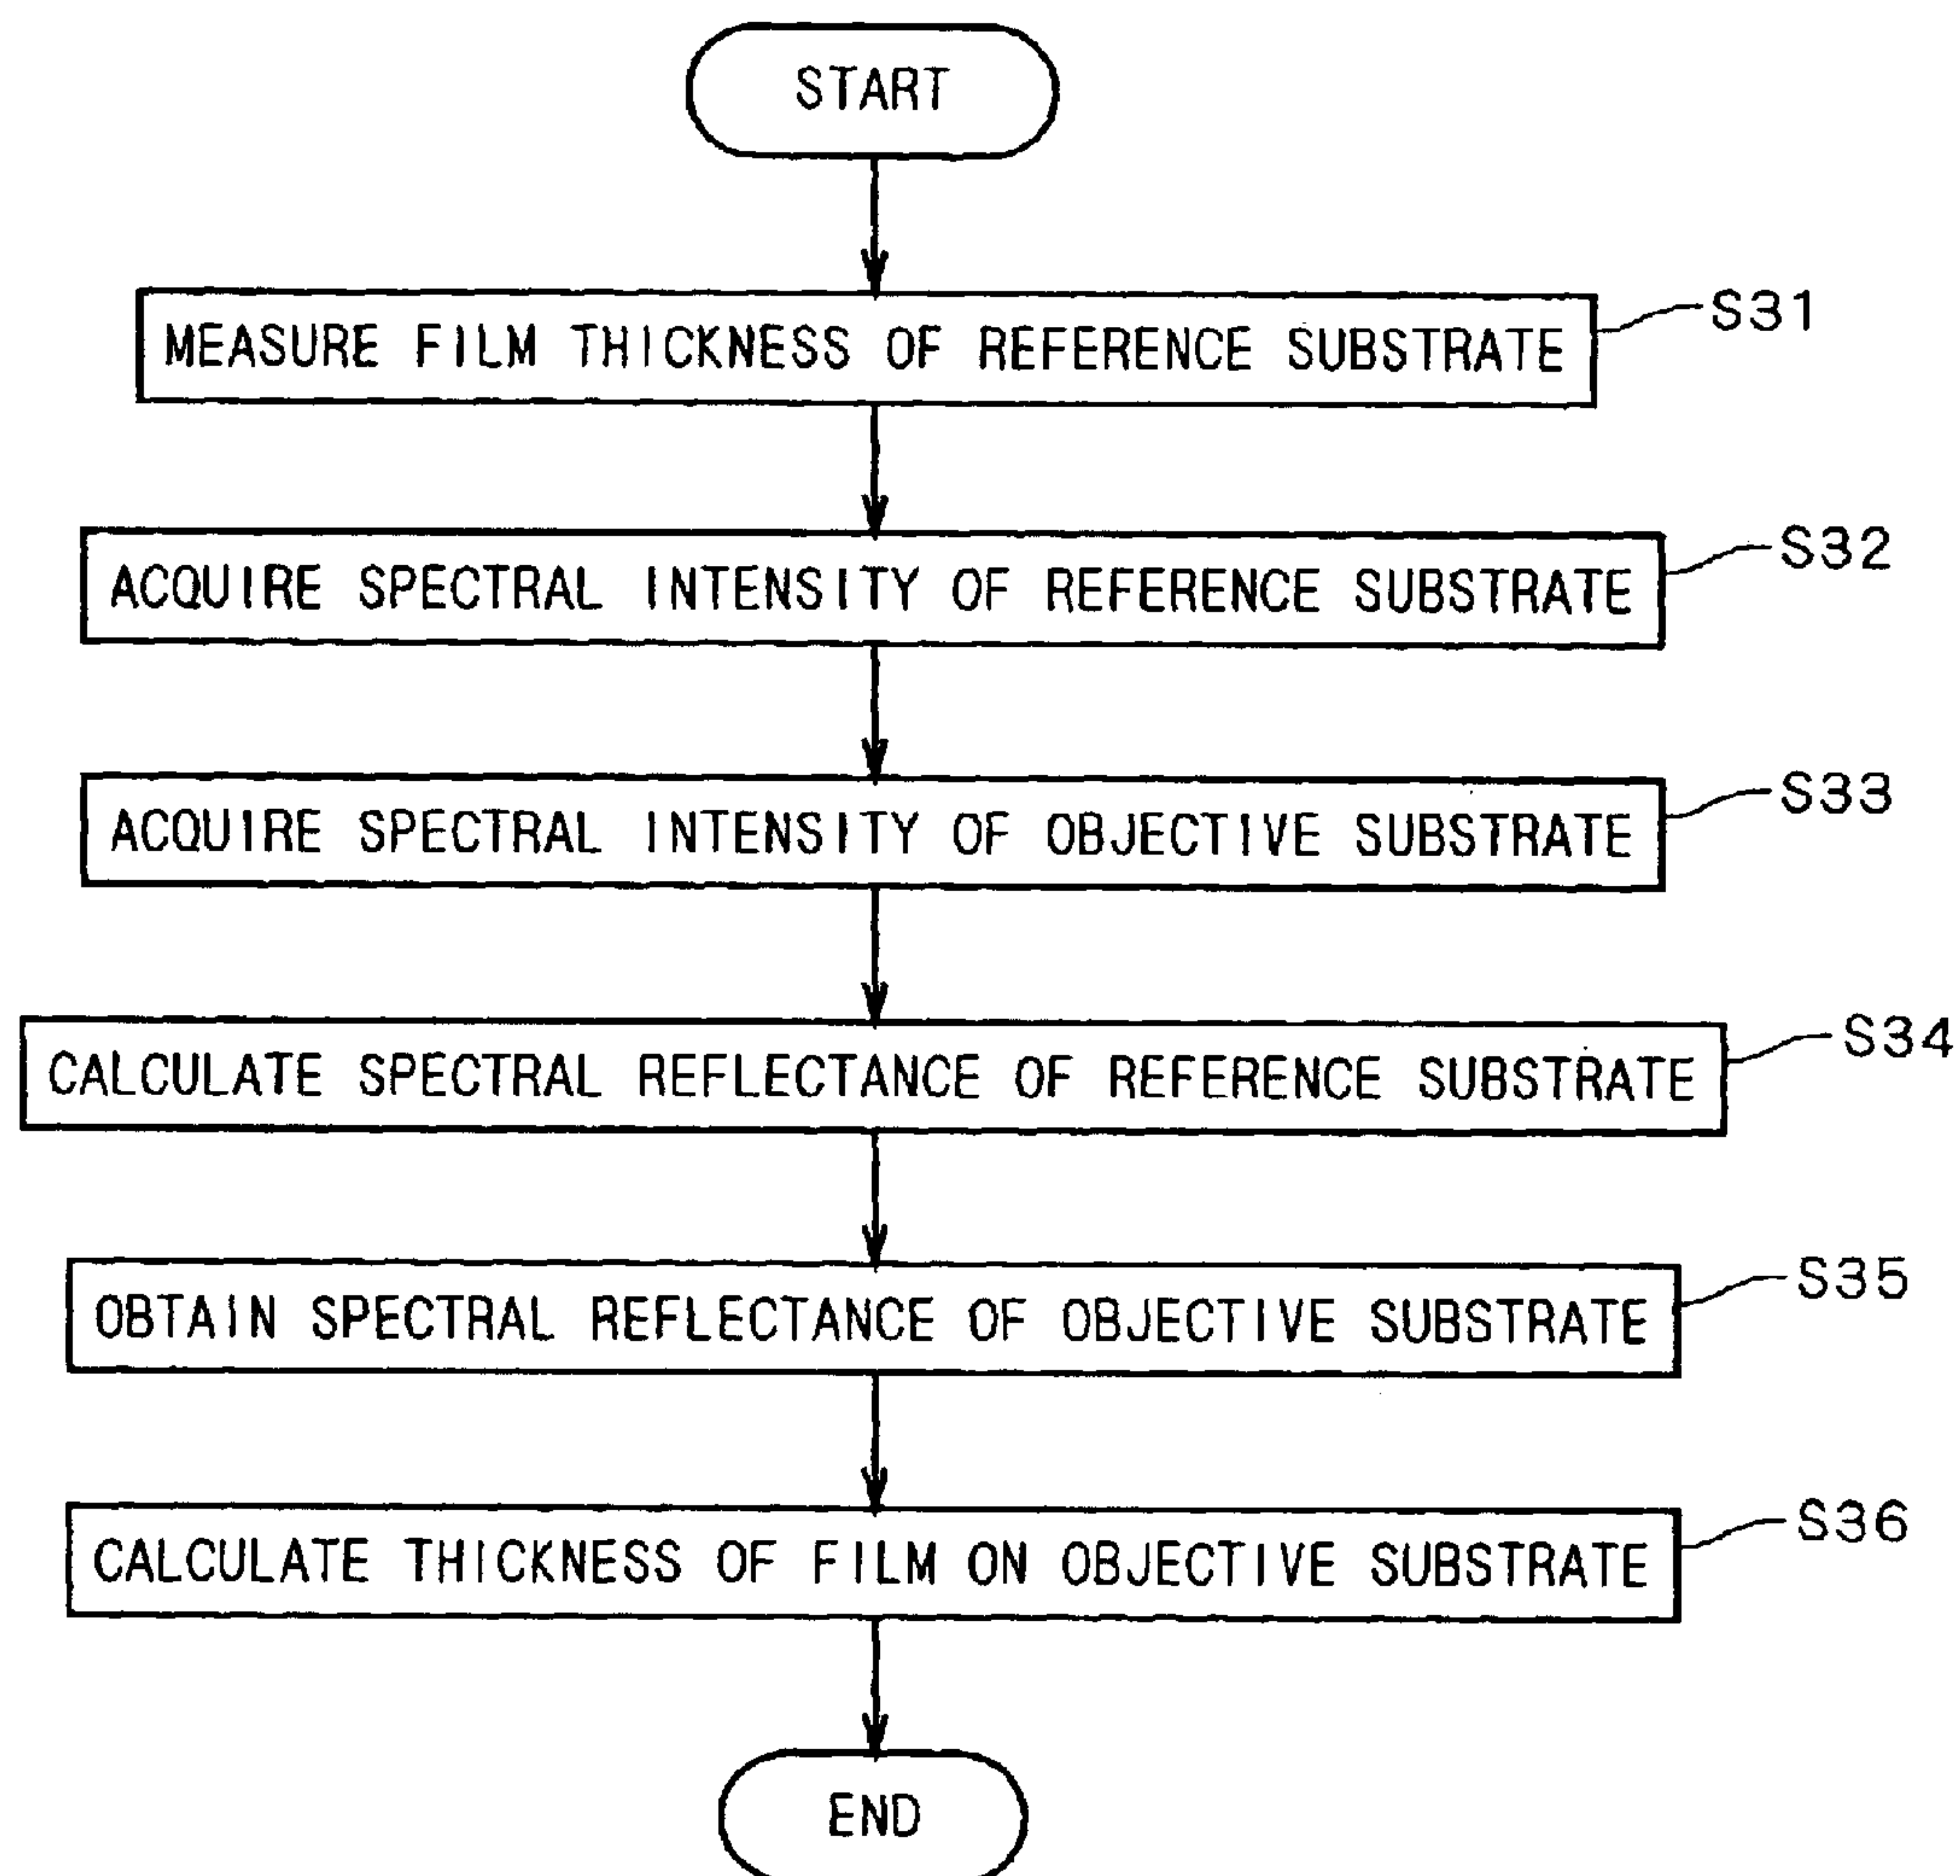 START
MEASURE FILM THICKNESS OF REFERENCE SUBSTRATE
S31
ACQUIRE SPECTRAL INTENSITY OF REFERENCE SUBSTRATE
S32
ACQUIRE SPECTRAL INTENSITY OF OBJECTIVE SUBSTRATE
S33
CALCULATE SPECTRAL REFLECTANCE OF REFERENCE SUBSTRATE
S34
OBTAIN SPECTRAL REFLECTANCE OF OBJECTIVE SUBSTRATE
S35
CALCULATE THICKNESS OF FILM ON OBJECTIVE SUBSTRATE
S36
END